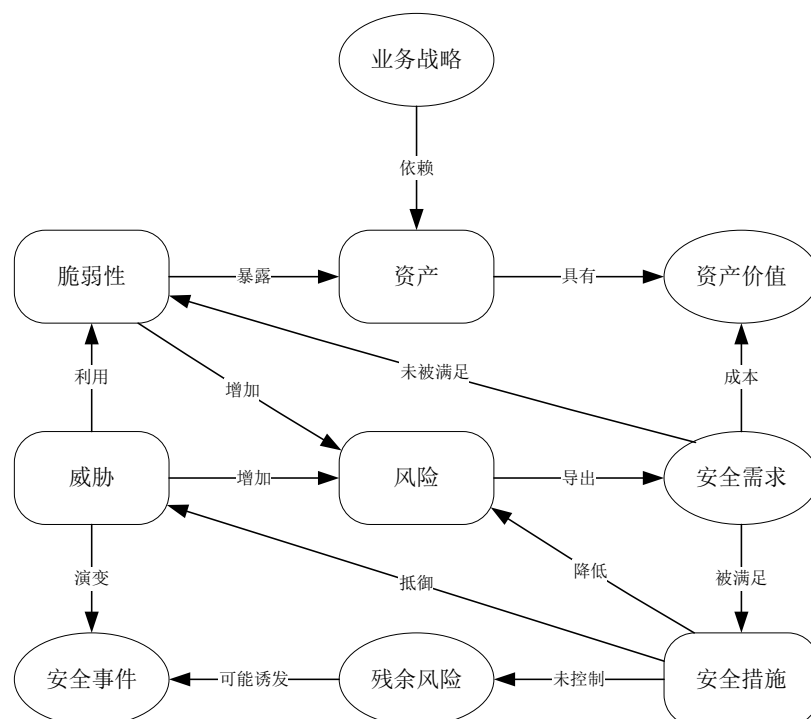 业务战略
依赖
脆弱性
暴露
资产
具有
资产价值
利用
增加
未被满足
成本
威胁
增加
风险
导出
安全需求
演变
抵御
降低
被满足
安全事件
可能诱发
残余风险
未控制
安全措施